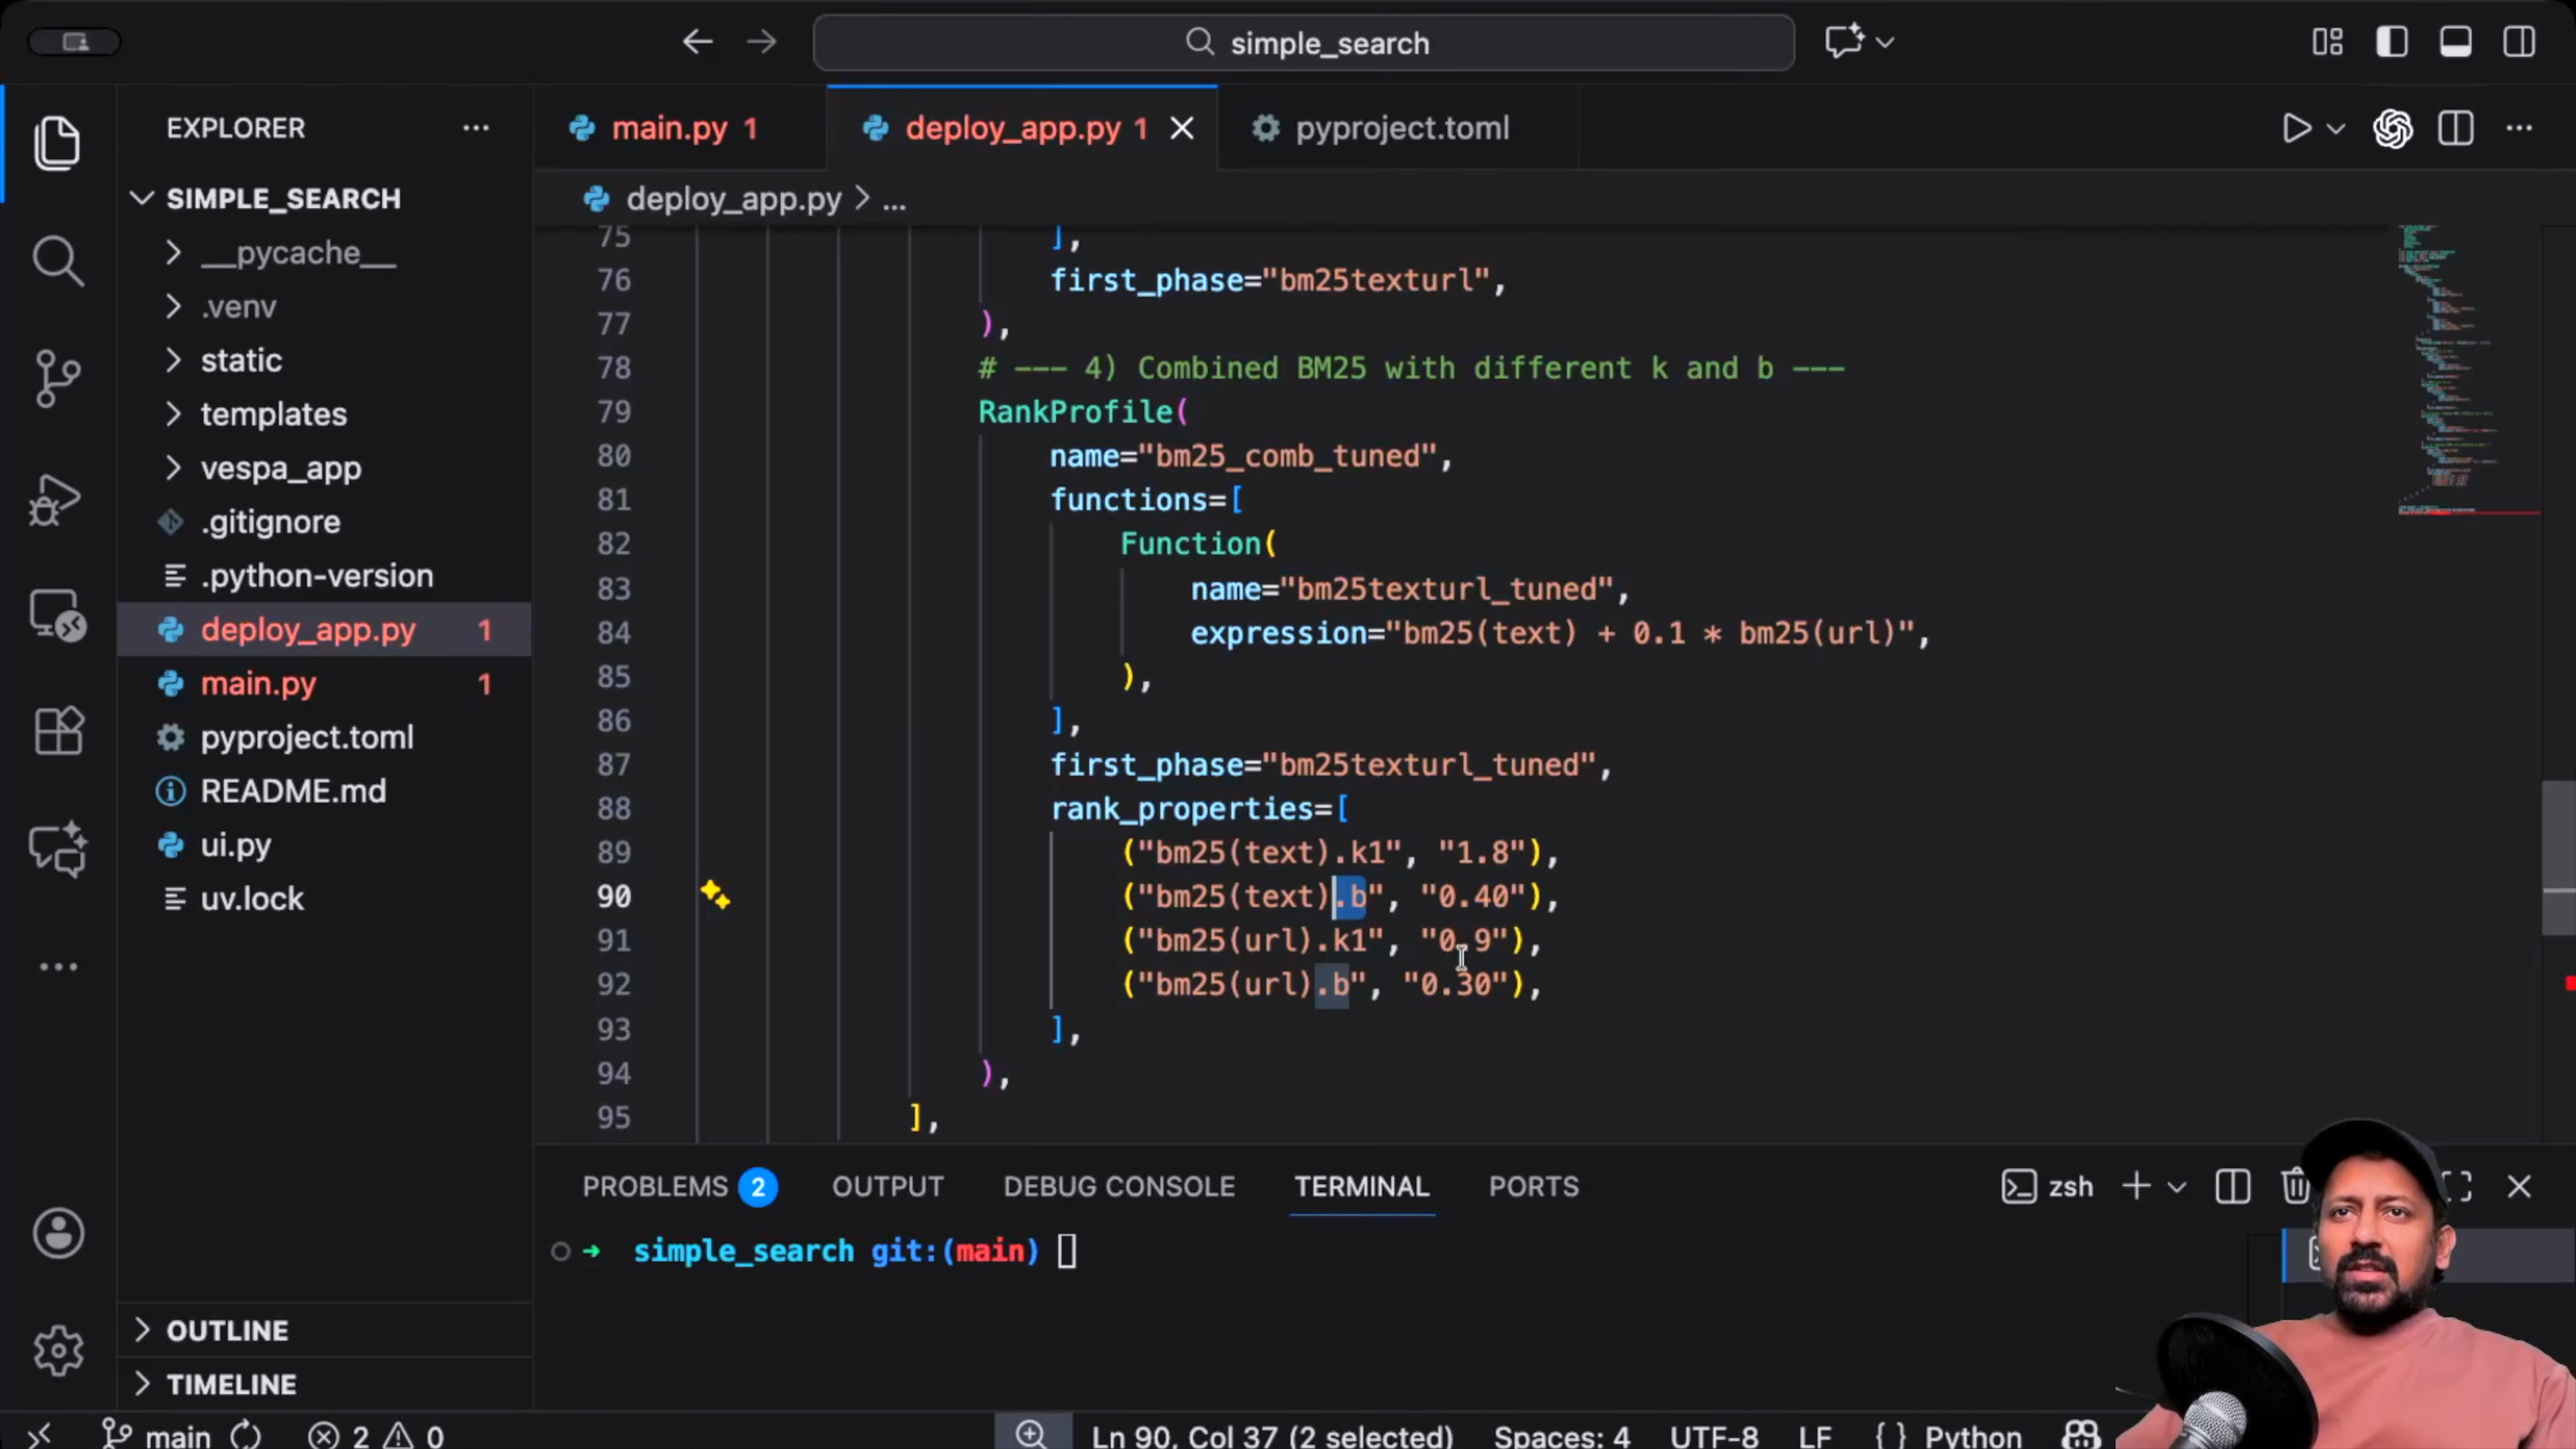 simple_search
EXPLORER
SIMPLE_SEARCH
__pycache__
.venv
static
templates
vespa_app
.gitignore
.python-version
deploy_app.py 1
main.py 1
pyproject.toml
README.md
ui.py
uv.lock
OUTLINE
TIMELINE
main.py 1
deploy_app.py 1
pyproject.toml
deploy_app.py > ...
75 ],
76 first_phase="bm25texturl",
77 ),
78 # --- 4) Combined BM25 with different k and b ---
79 RankProfile(
80 name="bm25_comb_tuned",
81 functions=[
82 Function(
83 name="bm25texturl_tuned",
84 expression="bm25(text) + 0.1 * bm25(url)",
85 ),
86 ],
87 first_phase="bm25texturl_tuned",
88 rank_properties=[
89 ("bm25(text).k1", "1.8"),
90 ("bm25(text).b", "0.40"),
91 ("bm25(url).k1", "0.9"),
92 ("bm25(url).b", "0.30"),
93 ],
94 ),
95 ],
PROBLEMS 2 OUTPUT DEBUG CONSOLE TERMINAL PORTS
zsh
simple_search git:(main)
main 2 0
Ln 90, Col 37 (2 selected) Spaces: 4 UTF-8 LF {} Python